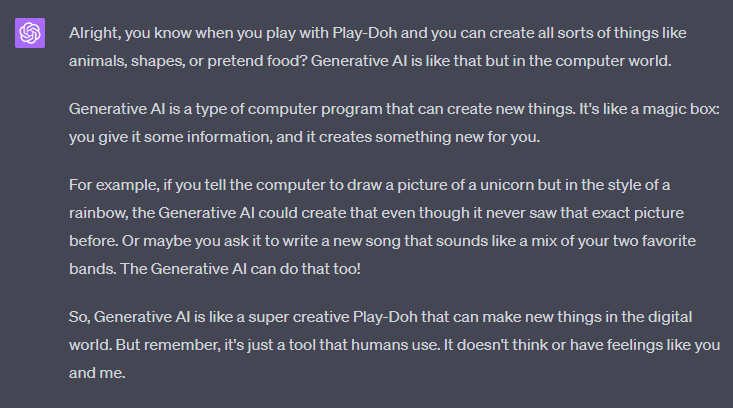 Alright, you know when you play with Play-Doh and you can create all sorts of things like
animals, shapes, or pretend food? Generative AI is like that but in the computer world.
Generative AI is a type of computer program that can create new things. It's like a magic box:
you give it some information, and it creates something new for you.
For example, if you tell the computer to draw a picture of a unicorn but in the style of a
rainbow, the Generative AI could create that even though it never saw that exact picture
before. Or maybe you ask it to write a new song that sounds like a mix of your two favorite
bands. The Generative AI can do that too!
So, Generative AI is like a super creative Play-Doh that can make new things in the digital
world. But remember, it's just a tool that humans use. It doesn't think or have feelings like you
and me.